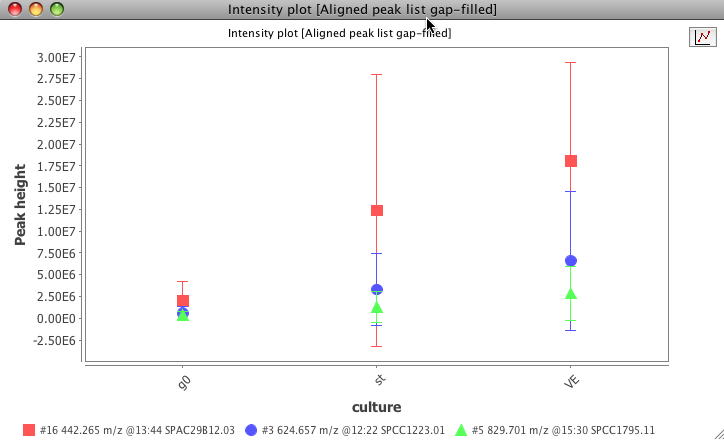 Intensity plot [Aligned peak list gap-filled]
Intensity plot [Aligned peak list gap-filled]
3.00E7
2.75E7
2.50E7
2.25E7
2.00E7
1.75E7
1.50E7
1.25E7
1.00E7
7.50E6
5.00E6
2.50E6
0.00E0
-2.50E6
Peak height
g0
st
VE
culture
#16 442.265 m/z @13:44 SPAC29B12.03 #3 624.657 m/z @12:22 SPCC1223.01 #5 829.701 m/z @15:30 SPCC1795.11